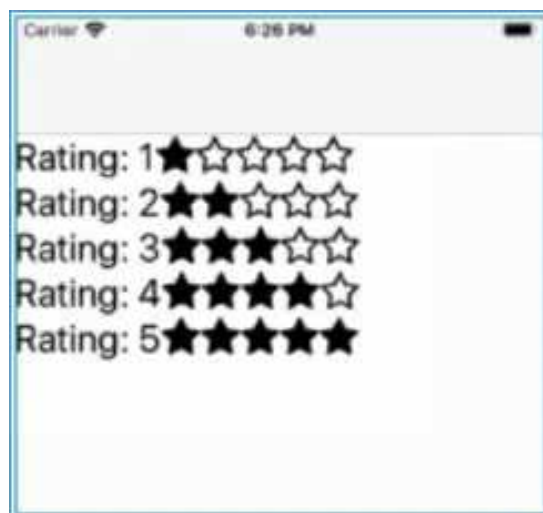 Carrier 6:26 PM
Rating: 1★☆☆☆☆
Rating: 2★★☆☆☆
Rating: 3★★★☆☆
Rating: 4★★★★☆
Rating: 5★★★★★